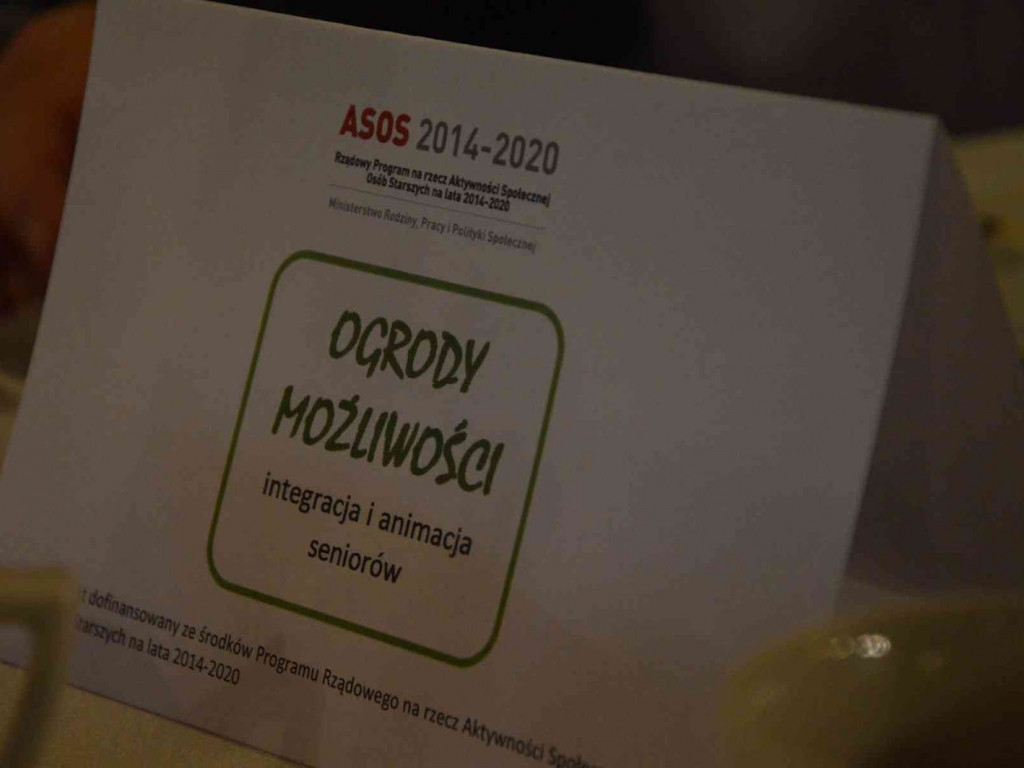 ASOS 2014-2020
Rządowy Program na rzecz Aktywności Społecznej
Osób Starszych na lata 2014-2020
Ministerstwo Rodziny, Pracy i Polityki Społecznej
OGRODY
MOŻLIWOŚCI
integracja i animacja
seniorów
dofinansowany ze środków Programu Rządowego na rzecz Aktywności
starszych na lata 2014-2020